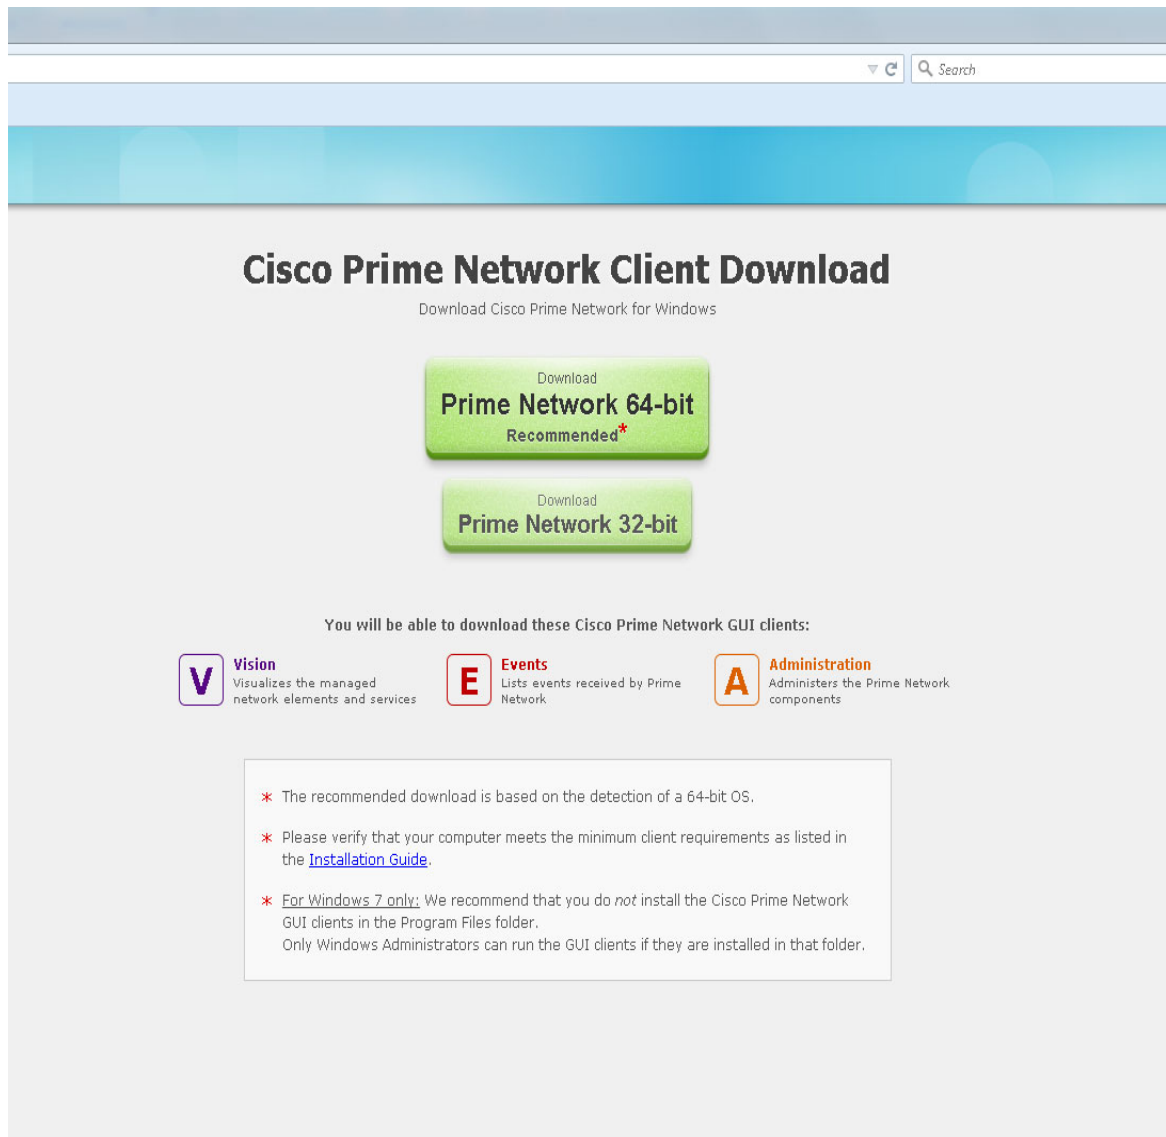 Search
Cisco Prime Network Client Download
Download Cisco Prime Network for Windows
Download
Prime Network 64-bit
Recommended*
Download
Prime Network 32-bit
You will be able to download these Cisco Prime Network GUI clients:
V
Vision
Visualizes the managed
network elements and services
E
Events
Lists events received by Prime
Network
A
Administration
Administers the Prime Network
components
* The recommended download is based on the detection of a 64-bit OS.
* Please verify that your computer meets the minimum client requirements as listed in
the Installation Guide.
* For Windows 7 only: We recommend that you do not install the Cisco Prime Network
GUI clients in the Program Files folder.
Only Windows Administrators can run the GUI clients if they are installed in that folder.